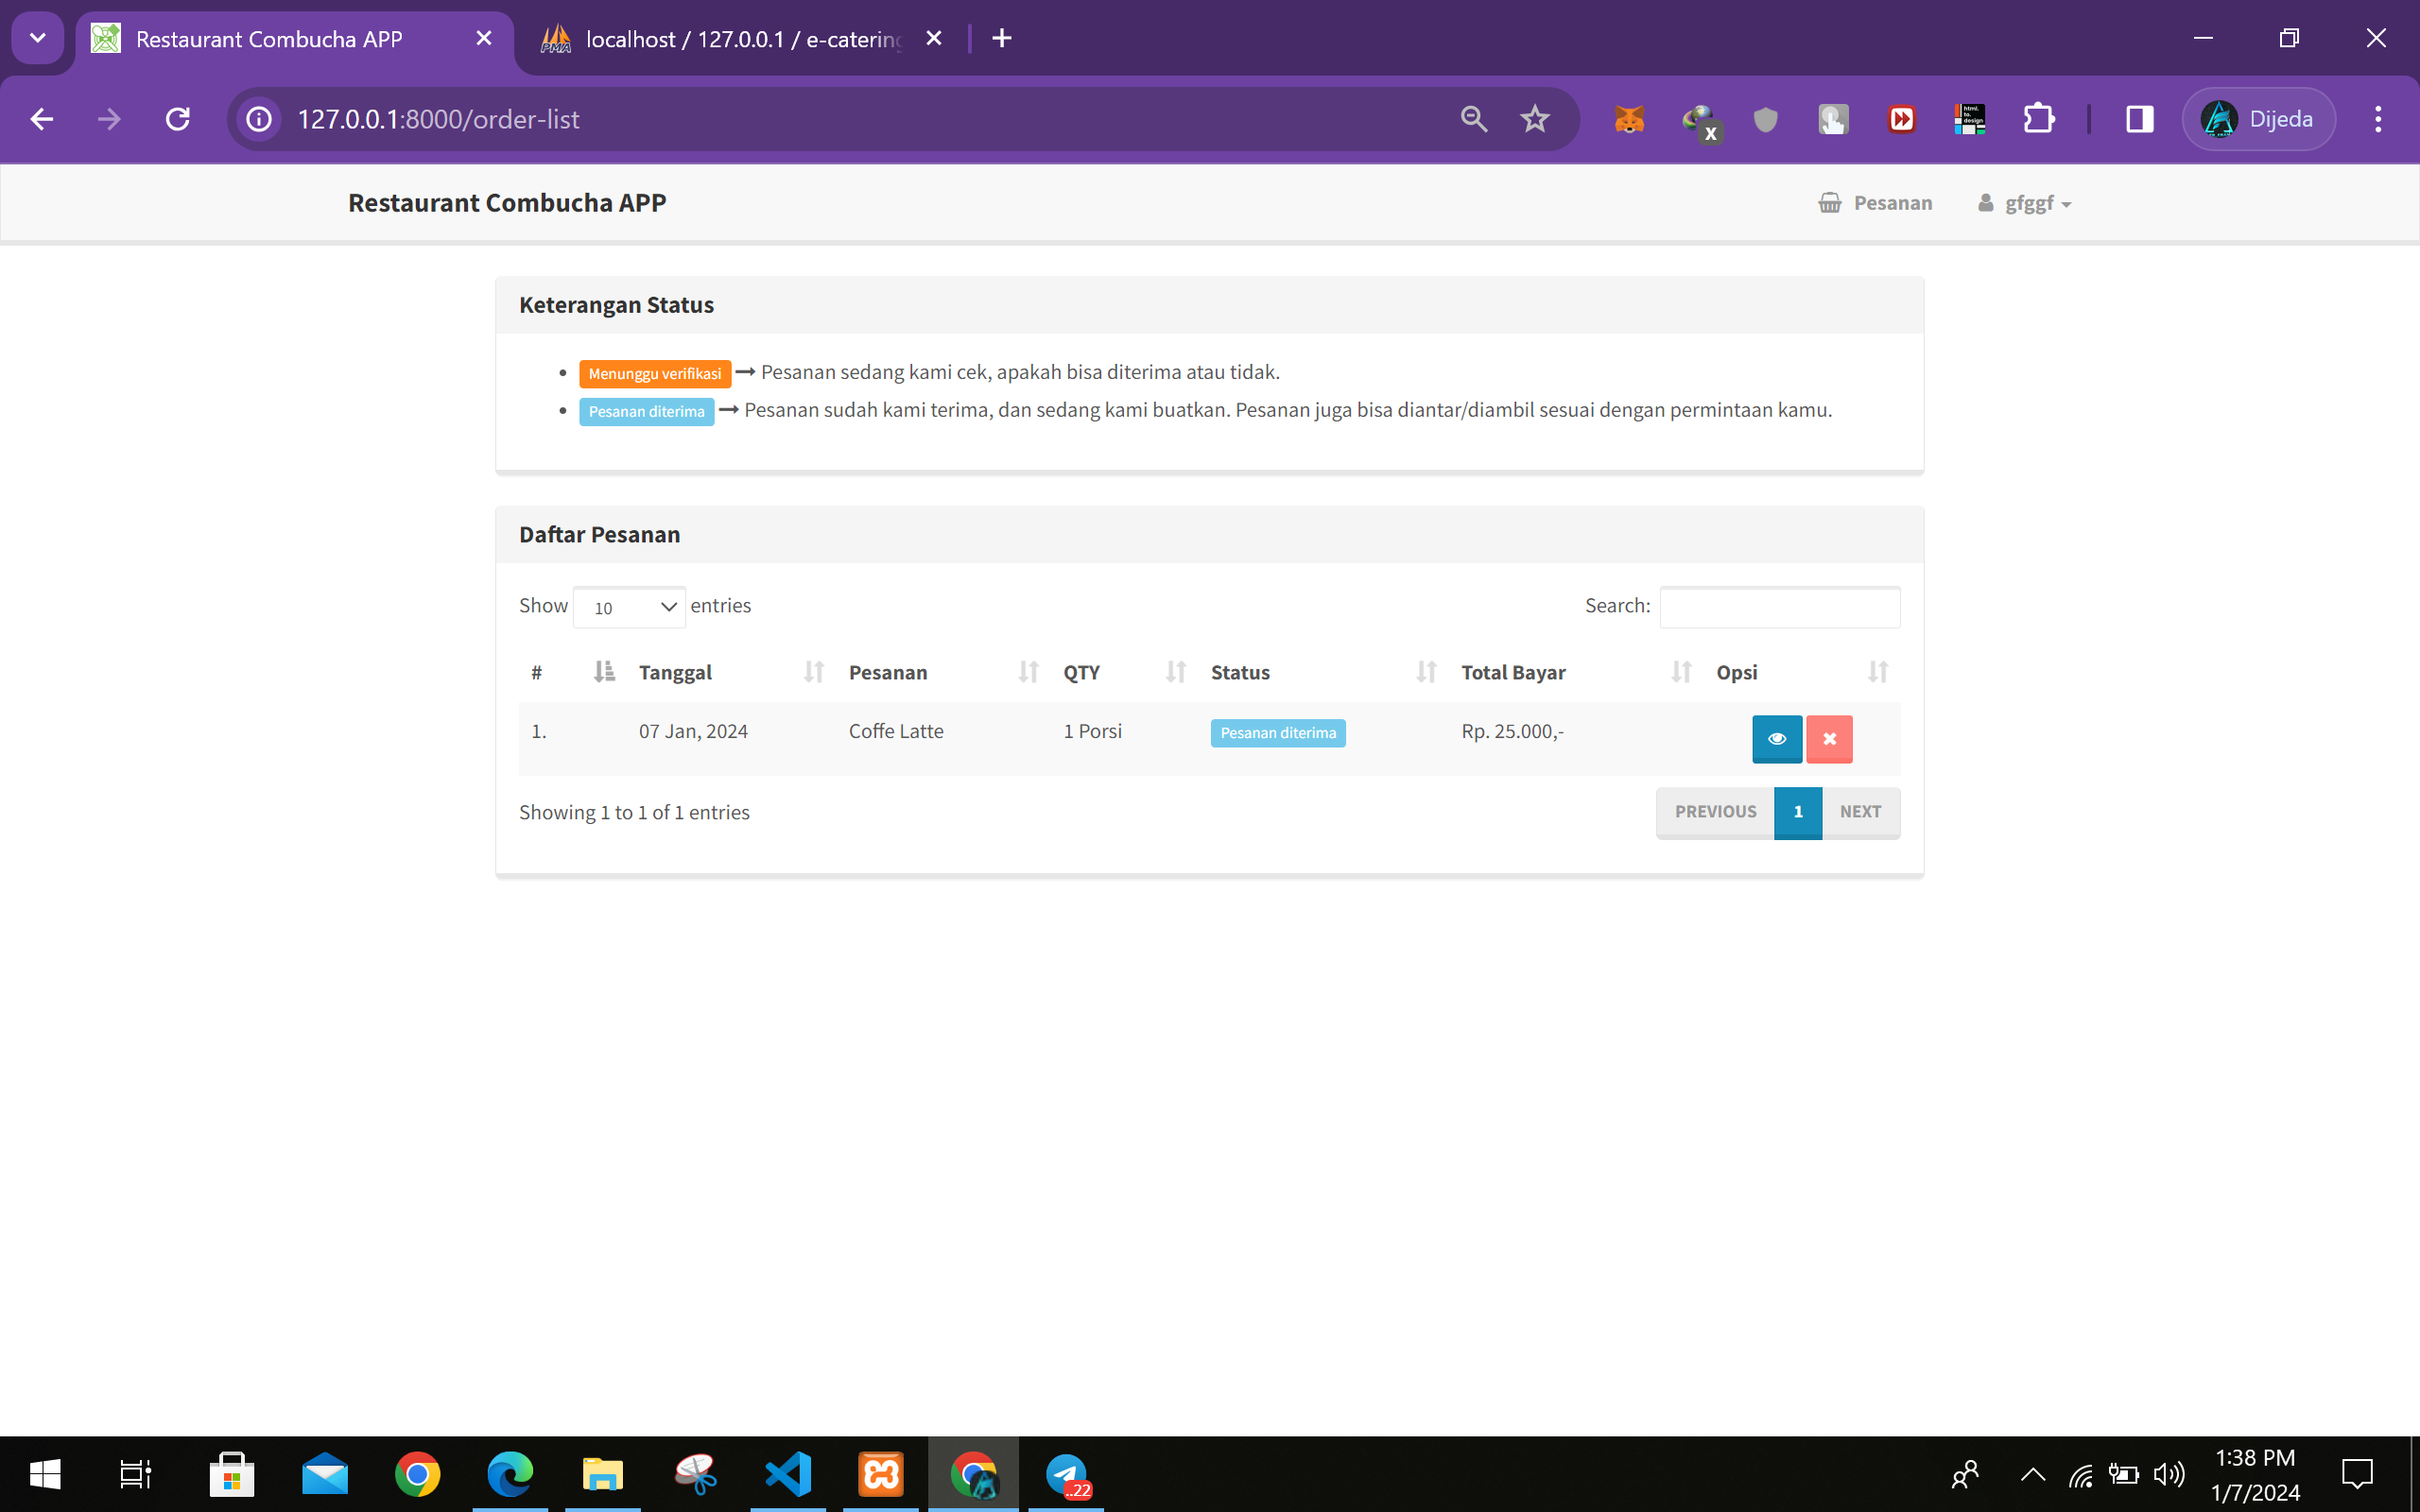 Restaurant Combucha APP
localhost / 127.0.0.1 / e-catering
127.0.0.1:8000/order-list
Dijeda
Restaurant Combucha APP
Pesanan
gfggf
Keterangan Status
Menunggu verifikasi Pesanan sedang kami cek, apakah bisa diterima atau tidak.
Pesanan diterima Pesanan sudah kami terima, dan sedang kami buatkan. Pesanan juga bisa diantar/diambil sesuai dengan permintaan kamu.
Daftar Pesanan
Show 10 entries
Search:
# Tanggal Pesanan QTY Status Total Bayar Opsi
1. 07 Jan, 2024 Coffe Latte 1 Porsi Pesanan diterima Rp. 25.000,-
Showing 1 to 1 of 1 entries
PREVIOUS 1 NEXT
..22
1:38 PM
1/7/2024